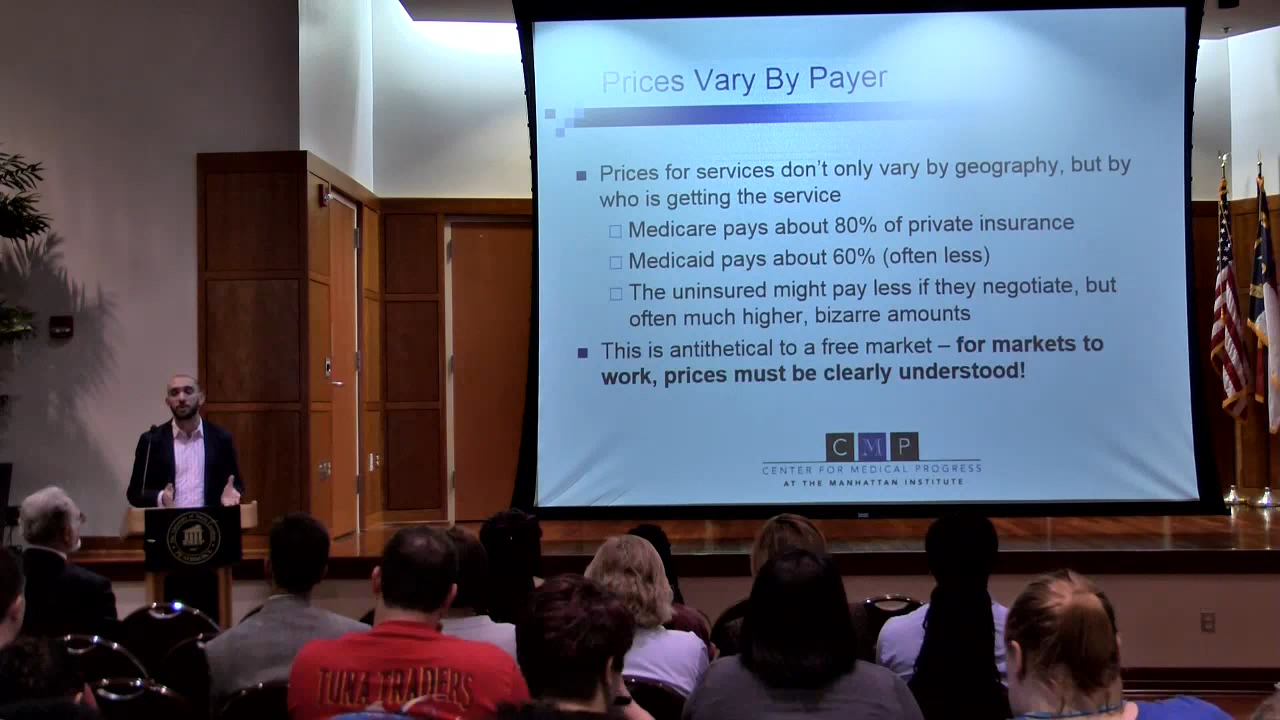 Prices Vary By Payer
Prices for services don't only vary by geography, but by
who is getting the service
Medicare pays about 80% of private insurance
Medicaid pays about 60% (often less)
The uninsured might pay less if they negotiate, but
often much higher, bizarre amounts
This is antithetical to a free market – for markets to
work, prices must be clearly understood!
C M P
CENTER FOR MEDICAL PROGRESS
AT THE MANHATTAN INSTITUTE
TUNA TRADERS